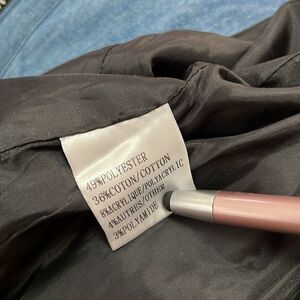 49%POLYESTER
36%COTON/COTTON
8%ACRYLIQUE/POLYACRYLIC
4%AUTRES/OTHER
3%POLYAMIDE